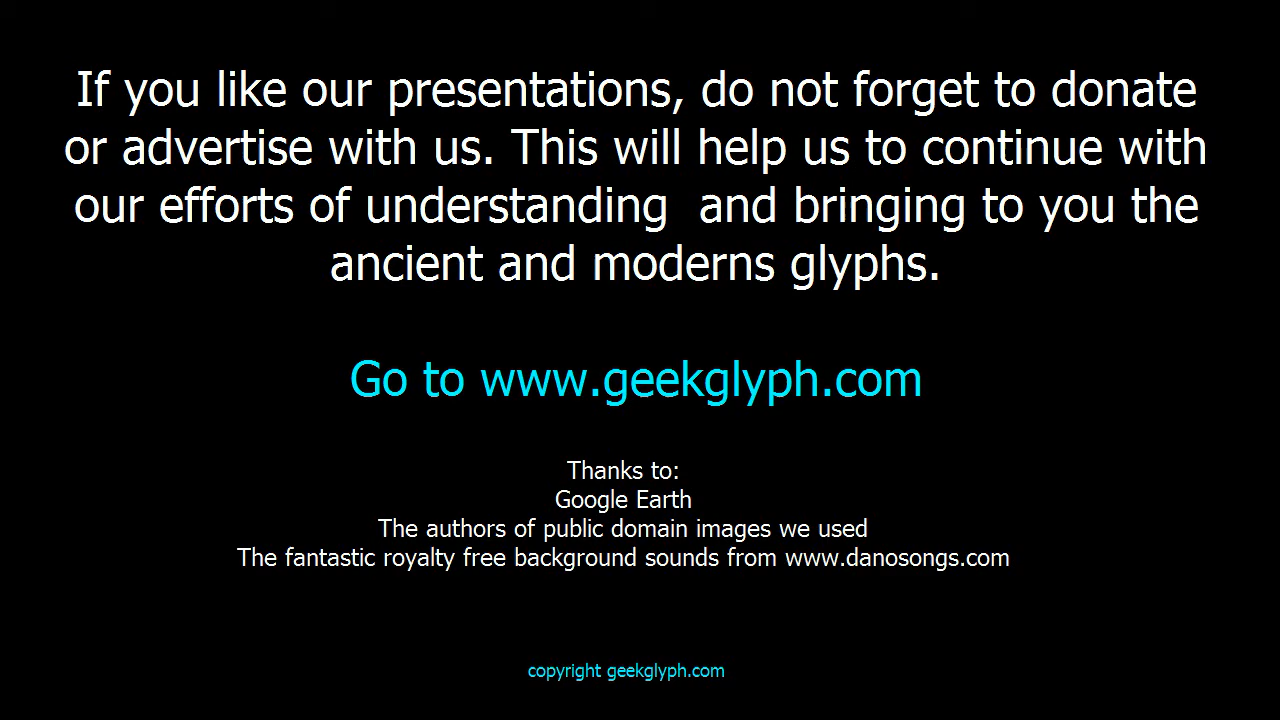 If you like our presentations, do not forget to donate
or advertise with us. This will help us to continue with
our efforts of understanding  and bringing to you the
ancient and moderns glyphs.
Go to www.geekglyph.com
Thanks to:
Google Earth
The authors of public domain images we used
The fantastic royalty free background sounds from www.danosongs.com
copyright geekglyph.com